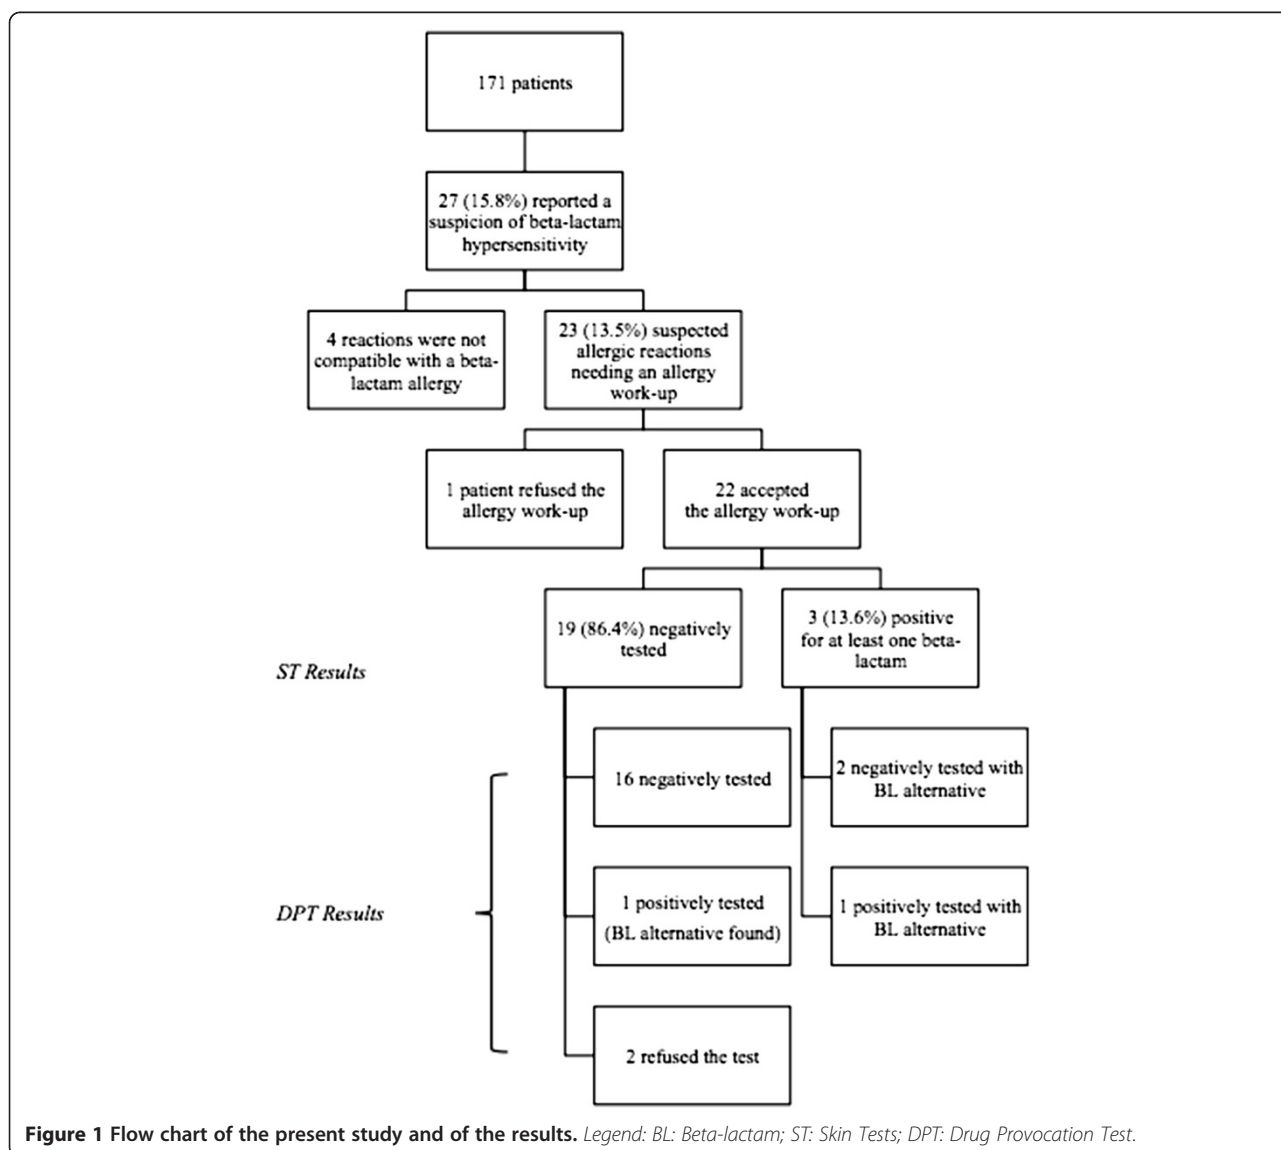 171 patients
27 (15.8%) reported a
suspicion of beta-lactam
hypersensitivity
4 reactions were not
compatible with a beta-
lactam allergy
23 (13.5%) suspected
allergic reactions
needing an allergy
work-up
1 patient refused the
allergy work-up
22 accepted
the allergy work-up
19 (86.4%) negatively
tested
3 (13.6%) positive
for at least one beta-
lactam
ST Results
16 negatively tested
2 negatively tested with
BL alternative
DPT Results
1 positively tested
(BL alternative found)
1 positively tested with
BL alternative
2 refused the test
Figure 1 Flow chart of the present study and of the results. Legend: BL: Beta-lactam; ST: Skin Tests; DPT: Drug Provocation Test.